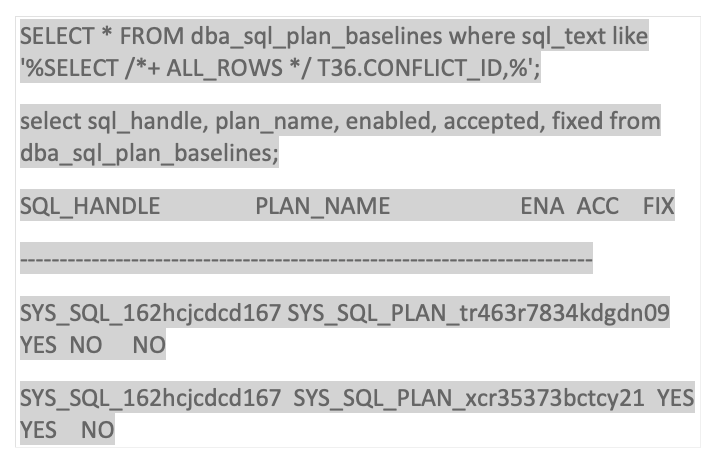 SELECT * FROM dba_sql_plan_baselines where sql_text like
'%SELECT /*+ ALL_ROWS */ T36.CONFLICT_ID,%';
select sql_handle, plan_name, enabled, accepted, fixed from
dba_sql_plan_baselines;
SQL_HANDLE PLAN_NAME ENA ACC FIX
-----------------------------------------------------------------------
SYS_SQL_162hcjcdcd167 SYS_SQL_PLAN_tr463r7834kdgdn09
YES NO NO
SYS_SQL_162hcjcdcd167 SYS_SQL_PLAN_xcr35373bctcy21 YES
YES NO